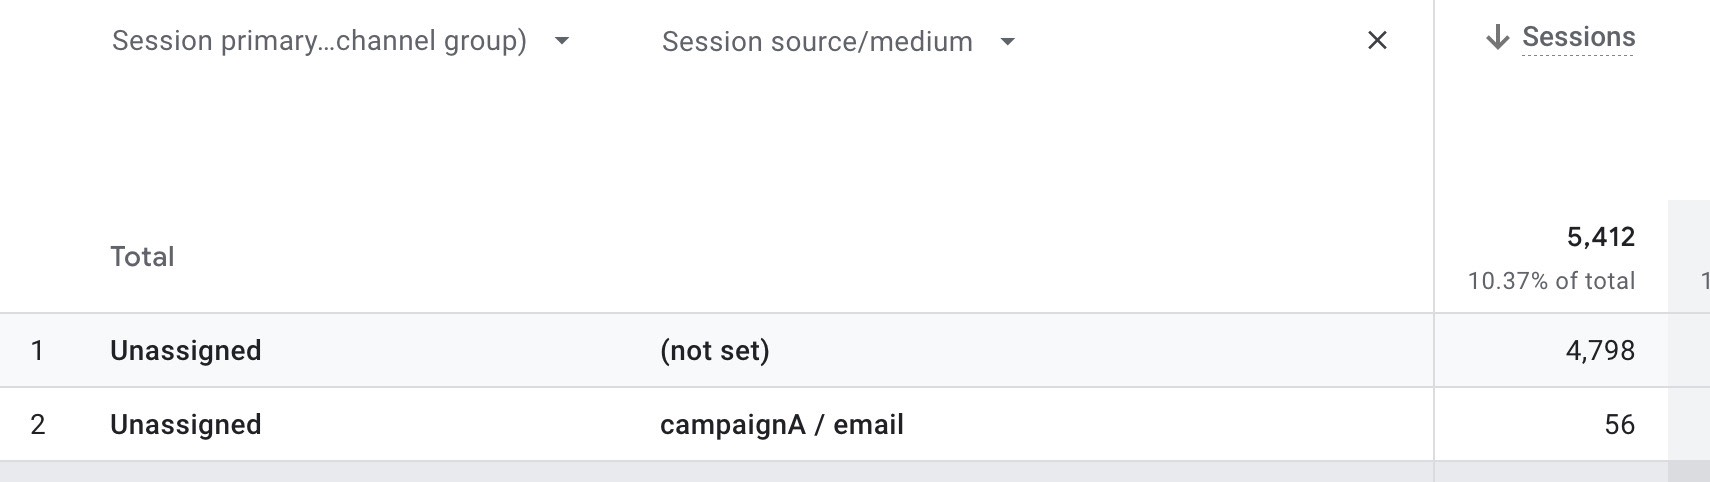 Session primary...channel group) Session source/medium Sessions
Total 5,412
10.37% of total
1 Unassigned (not set) 4,798
2 Unassigned campaignA / email 56